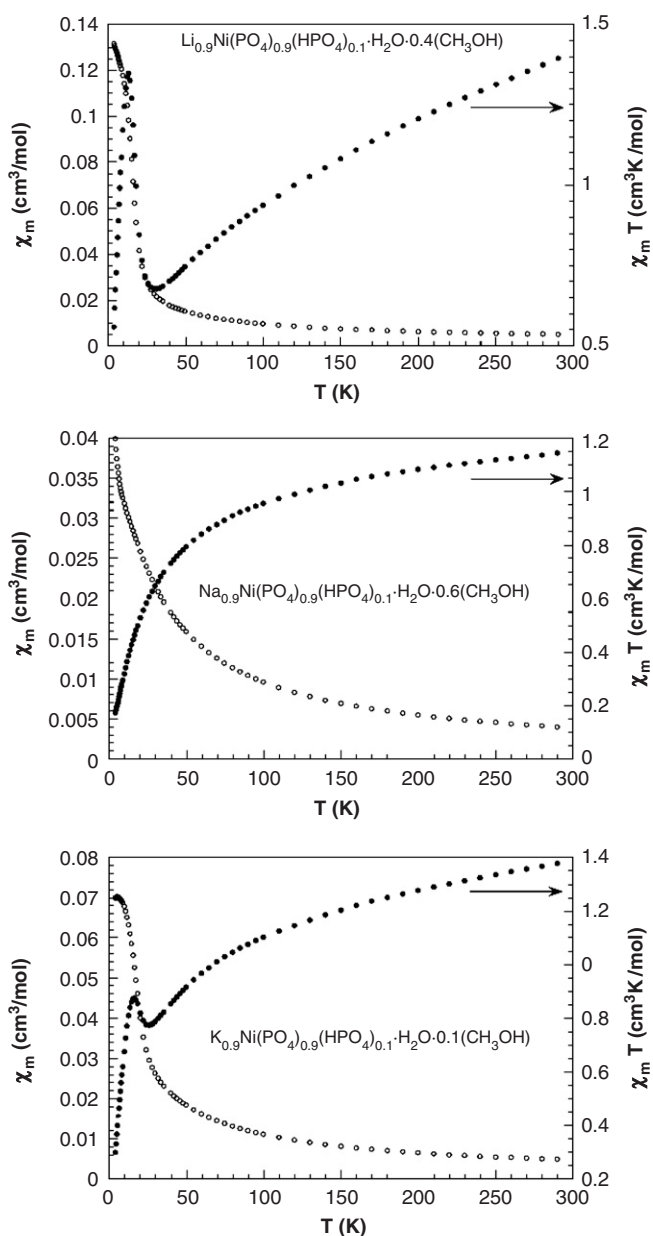 Li0.9Ni(PO4)0.9(HPO4)0.1·H2O·0.4(CH3OH)
0.14
0.12
0.1
0.08
0.06
0.04
0.02
0
χm (cm3/mol)
1.5
1
0.5
χm T (cm3K /mol)
0 50 100 150 200 250 300
T (K)
Na0.9Ni(PO4)0.9(HPO4)0.1·H2O·0.6(CH3OH)
0.04
0.035
0.03
0.025
0.02
0.015
0.01
0.005
0
χm (cm3/mol)
1.2
1
0.8
0.6
0.4
0.2
0
χm T (cm3K/mol)
0 50 100 150 200 250 300
T (K)
K0.9Ni(PO4)0.9(HPO4)0.1·H2O·0.1(CH3OH)
0.08
0.07
0.06
0.05
0.04
0.03
0.02
0.01
0
χm (cm3/mol)
1.4
1.2
0
0.8
0.6
0.4
0.2
χm T (cm3K /mol)
0 50 100 150 200 250 300
T (K)